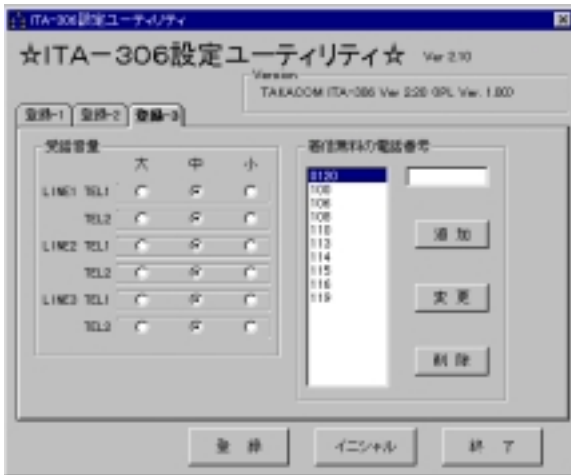 ITA-306設定ユーティリティ
☆ITA－306設定ユーティリティ☆ Ver 2.10
Version
TAKACOM ITA-306 Ver 2.20 (IPL Ver. 1.00)
登録-1 登録-2 登録-3
受話音量
大 中 小
LINE1 TEL1
TEL2
LINE2 TEL1
TEL2
LINE3 TEL1
TEL2
着信無料の電話番号
0120
100
106
108
110
113
114
115
116
119
追 加
変 更
削 除
登 録
イニシャル
終 了